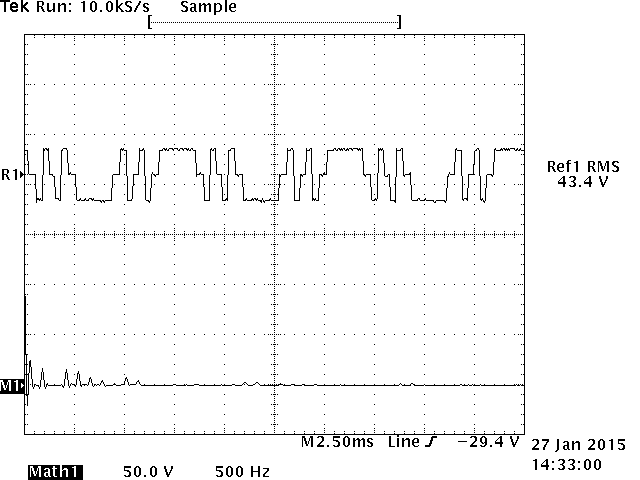 Tek Run: 10.0kS/s Sample
R1
Ref1 RMS
43.4 V
M1
M2.50ms Line -29.4 V
27 Jan 2015
14:33:00
Math1 50.0 V 500 Hz